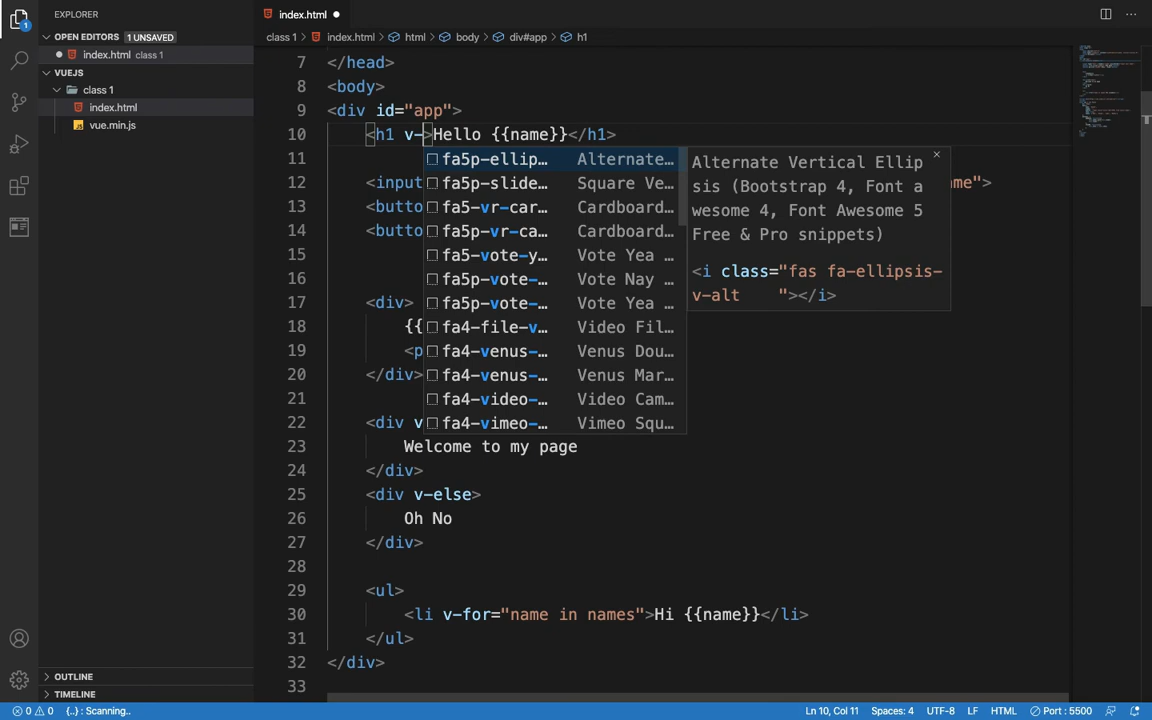 EXPLORER
index.html
OPEN EDITORS 1 UNSAVED
class 1 > index.html > html > body > div#app > h1
index.html class 1
VUEJS
class 1
index.html
vue.min.js
7 </head>
8 <body>
9 <div id="app">
10 <h1 v->Hello {{name}}</h1>
11
12 <input me">
13 <butto
14 <butto
15
16
17 <div>
18 {{
19 <p
20 </div>
21
22 <div v
23 Welcome to my page
24 </div>
25 <div v-else>
26 Oh No
27 </div>
28
29 <ul>
30 <li v-for="name in names">Hi {{name}}</li>
31 </ul>
32 </div>
33
fa5p-ellip… Alternate…
fa5p-slide… Square Ve…
fa5-vr-car… Cardboard…
fa5p-vr-ca… Cardboard…
fa5-vote-y… Vote Yea …
fa5p-vote-… Vote Nay …
fa5p-vote-… Vote Yea …
fa4-file-v… Video Fil…
fa4-venus-… Venus Dou…
fa4-venus-… Venus Mar…
fa4-video-… Video Cam…
fa4-vimeo-… Vimeo Squ…
Alternate Vertical Ellip
sis (Bootstrap 4, Font a
wesome 4, Font Awesome 5
Free & Pro snippets)
<i class="fas fa-ellipsis-
v-alt "></i>
OUTLINE
TIMELINE
0 0 {..} : Scanning.. Ln 10, Col 11 Spaces: 4 UTF-8 LF HTML Port : 5500
1